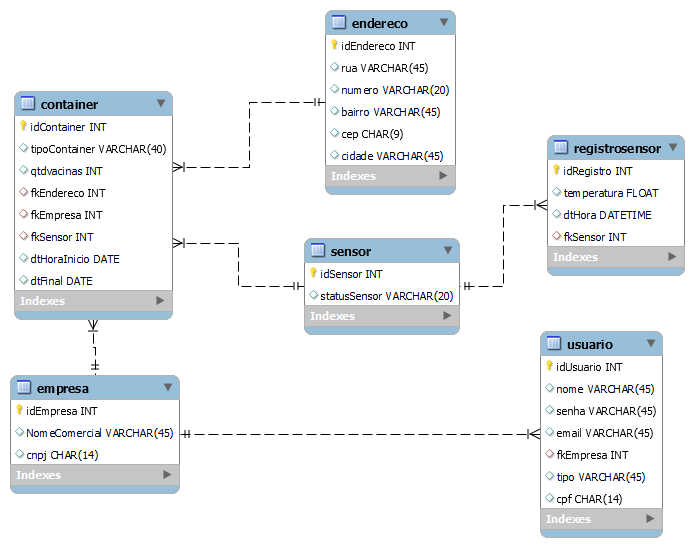 endereco
idEndereco INT
rua VARCHAR(45)
numero VARCHAR(20)
bairro VARCHAR(45)
cep CHAR(9)
cidade VARCHAR(45)
Indexes
container
idContainer INT
tipoContainer VARCHAR(40)
qtdvacinas INT
fkEndereco INT
fkEmpresa INT
fkSensor INT
dtHoraInicio DATE
dtfinal DATE
Indexes
registrosensor
idRegistro INT
temperatura FLOAT
dtHora DATETIME
fkSensor INT
Indexes
sensor
idSensor INT
statusSensor VARCHAR(20)
Indexes
empresa
idEmpresa INT
NomeComercial VARCHAR(45)
cnpj CHAR(14)
Indexes
usuario
idUsuario INT
nome VARCHAR(45)
senha VARCHAR(45)
email VARCHAR(45)
fkEmpresa INT
tipo VARCHAR(45)
cpf CHAR(14)
Indexes